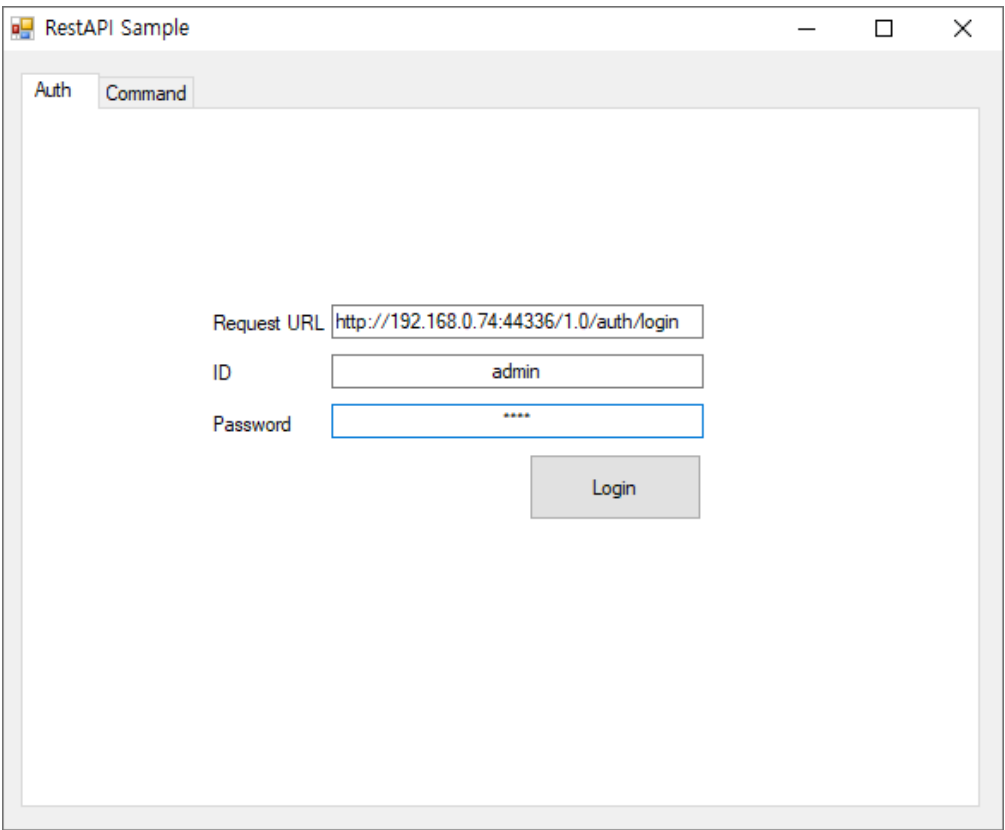 RestAPI Sample
Auth
Command
Request URL http://192.168.0.74:44336/1.0/auth/login
ID admin
Password ****
Login